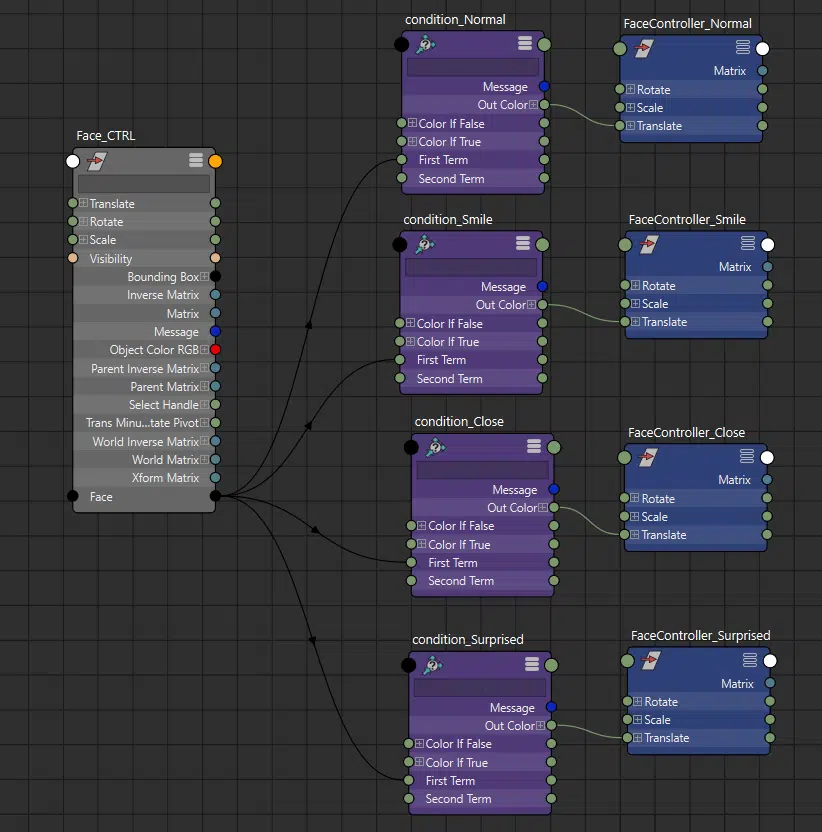 Face_CTRL
Translate
Rotate
Scale
Visibility
Bounding Box
Inverse Matrix
Matrix
Message
Object Color RGB
Parent Inverse Matrix
Parent Matrix
Select Handle
Trans Minu...tate Pivot
World Inverse Matrix
World Matrix
Xform Matrix
Face
condition_Normal
Message
Out Color
Color If False
Color If True
First Term
Second Term
FaceController_Normal
Matrix
Rotate
Scale
Translate
condition_Smile
Message
Out Color
Color If False
Color If True
First Term
Second Term
FaceController_Smile
Matrix
Rotate
Scale
Translate
condition_Close
Message
Out Color
Color If False
Color If True
First Term
Second Term
FaceController_Close
Matrix
Rotate
Scale
Translate
condition_Surprised
Message
Out Color
Color If False
Color If True
First Term
Second Term
FaceController_Surprised
Matrix
Rotate
Scale
Translate